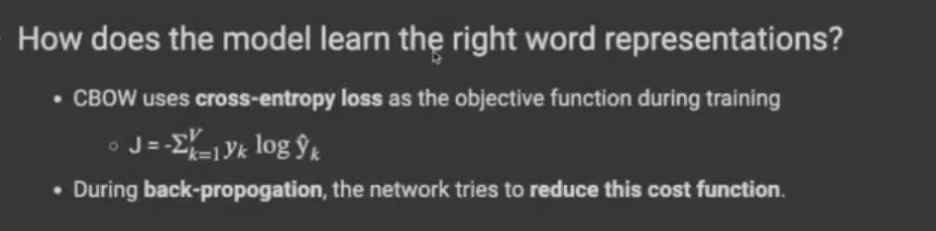 How does the model learn the right word representations?
• CBOW uses cross-entropy loss as the objective function during training
○ J = -Σ^V_{k=1} y_k log ŷ_k
• During back-propogation, the network tries to reduce this cost function.